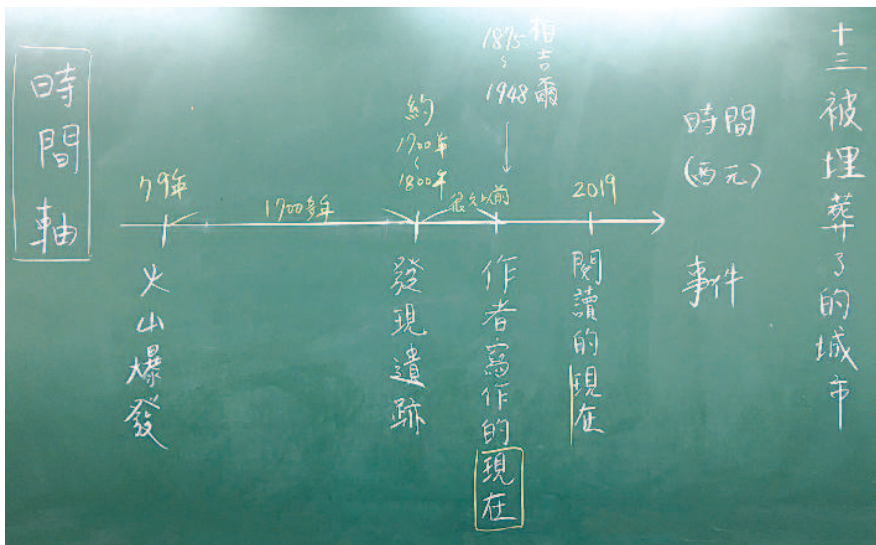 十三被埋葬了的城市
時間軸
時間
(西元)
事件
79年
1700多年
約
1700年
~
1800年
很久以前
柏吉爾
1875
~
1948
2019
火山爆發
發現遺跡
作者寫作的現在
閱讀的現在